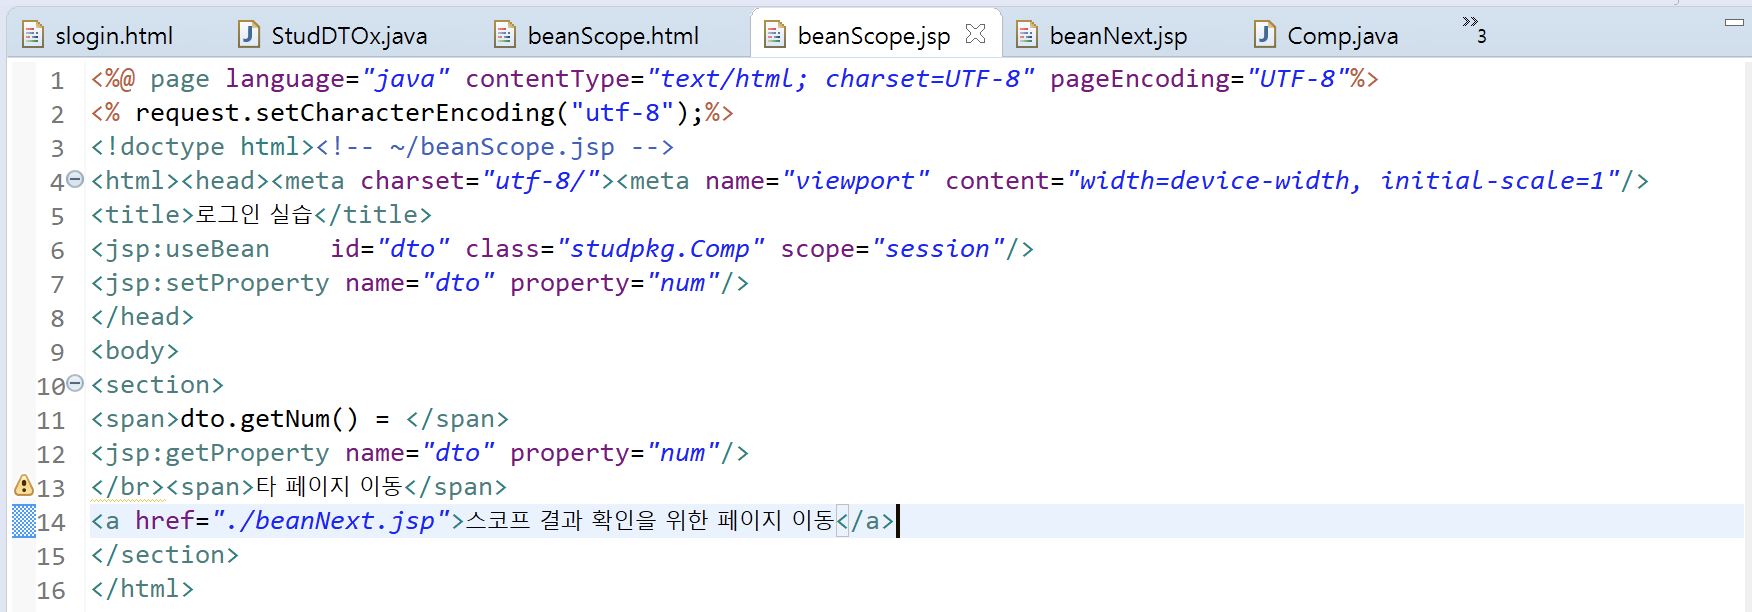 slogin.html StudDTOx.java beanScope.html beanScope.jsp beanNext.jsp Comp.java »3
1 <%@ page language="java" contentType="text/html; charset=UTF-8" pageEncoding="UTF-8"%>
2 <% request.setCharacterEncoding("utf-8");%>
3 <!doctype html><!-- ~/beanScope.jsp -->
4 <html><head><meta charset="utf-8/"><meta name="viewport" content="width=device-width, initial-scale=1"/>
5 <title>로그인 실습</title>
6 <jsp:useBean    id="dto" class="studpkg.Comp" scope="session"/>
7 <jsp:setProperty name="dto" property="num"/>
8 </head>
9 <body>
10 <section>
11 <span>dto.getNum() = </span>
12 <jsp:getProperty name="dto" property="num"/>
13 </br><span>타 페이지 이동</span>
14 <a href="./beanNext.jsp">스코프 결과 확인을 위한 페이지 이동</a>
15 </section>
16 </html>